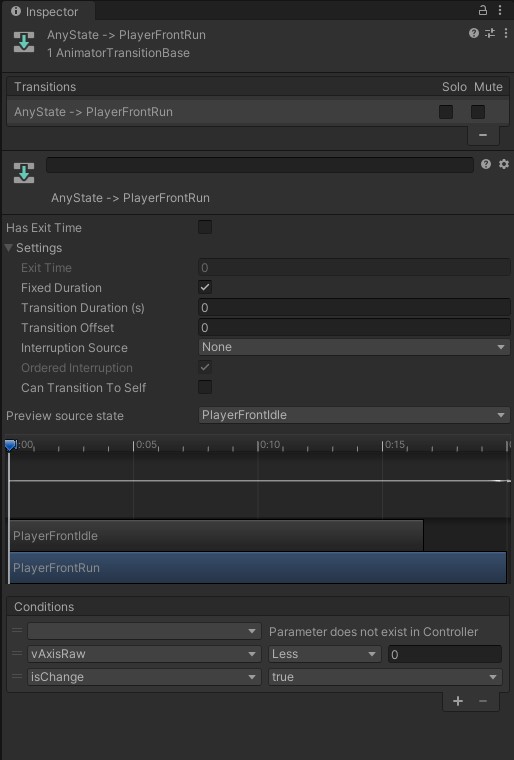 Inspector
AnyState -> PlayerFrontRun
1 AnimatorTransitionBase
Transitions Solo Mute
AnyState -> PlayerFrontRun
AnyState -> PlayerFrontRun
Has Exit Time
Settings
Exit Time 0
Fixed Duration
Transition Duration (s) 0
Transition Offset 0
Interruption Source None
Ordered Interruption
Can Transition To Self
Preview source state PlayerFrontIdle
:00 0:05 0:10 0:15
PlayerFrontIdle
PlayerFrontRun
Conditions
Parameter does not exist in Controller
vAxisRaw Less 0
isChange true